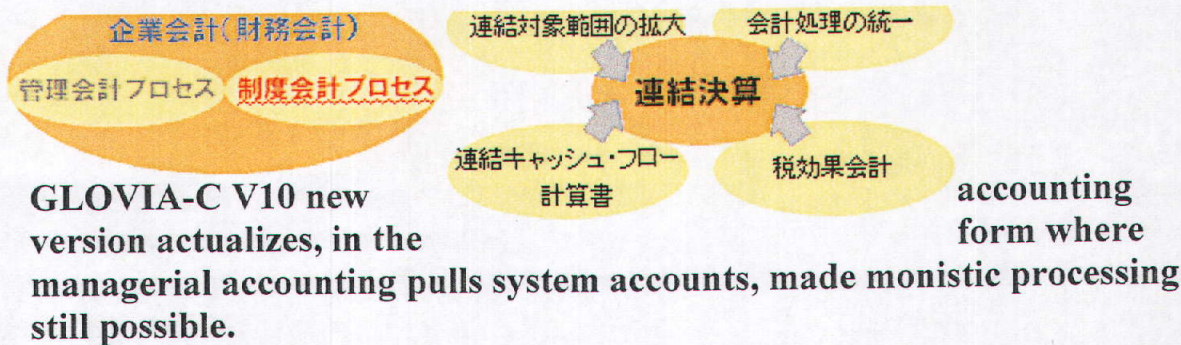 企業会計(財務会計)
管理会計プロセス
制度会計プロセス
連結対象範囲の拡大
会計処理の統一
連結決算
連結キャッシュ・フロー
計算書
税効果会計
GLOVIA-C V10 new
accounting
version actualizes, in the
form where
managerial accounting pulls system accounts, made monistic processing
still possible.